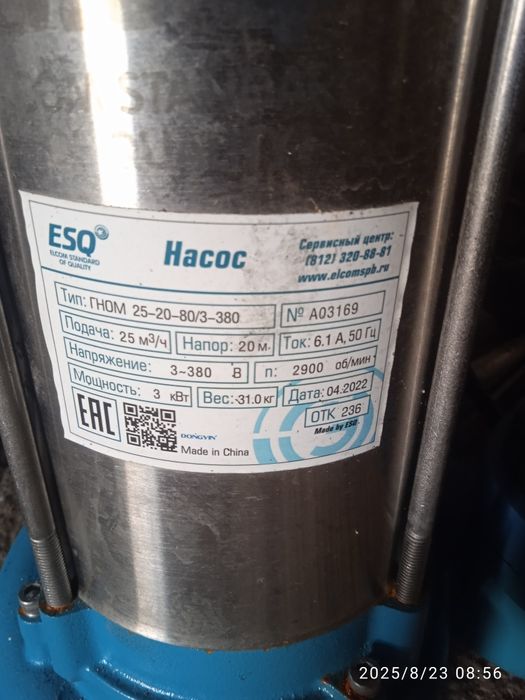 ESQ
ELCOM STANDARD
OF QUALITY
Насос
Сервисный центр:
(812) 320-88-81
www.elcomspb.ru
Тип: ГНОМ 25-20-80/3-380
№ А03169
Подача: 25 м³/ч
Напор: 20 м.
Ток: 6.1 А, 50 Гц
Напряжение: 3-380 В
n: 2900 об/мин
Мощность: 3 кВт
Вес: -31.0 кг
Дата: 04.2022
ОТК 236
EAC
DONGYIN
Made in China
Made by ESQ
2025/8/23 08:56